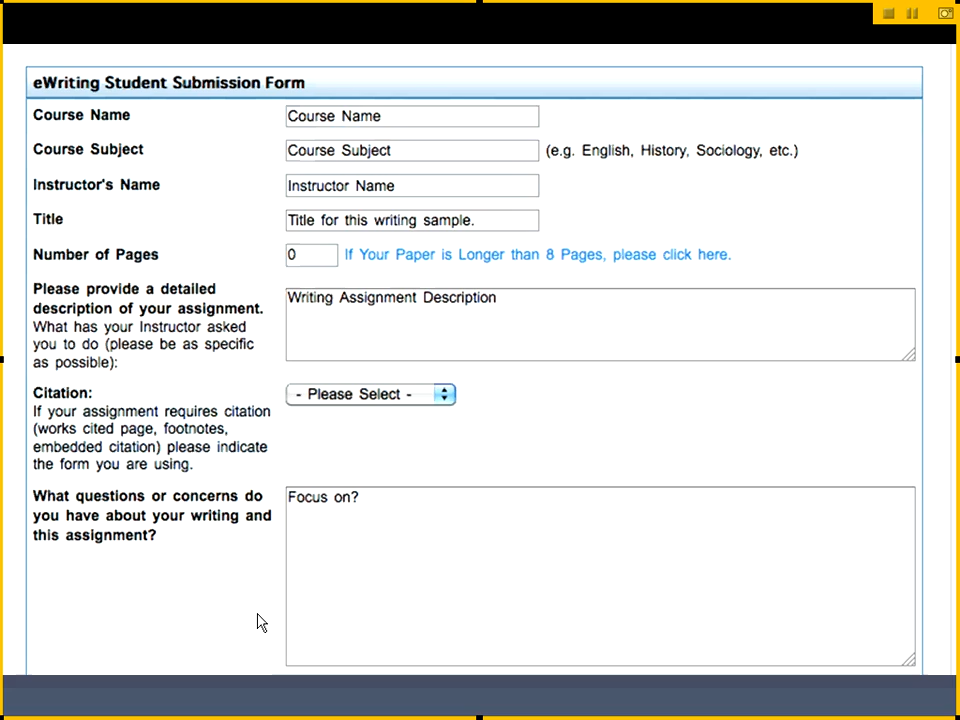 eWriting Student Submission Form
Course Name
Course Name
Course Subject
Course Subject
(e.g. English, History, Sociology, etc.)
Instructor's Name
Instructor Name
Title
Title for this writing sample.
Number of Pages
0
If Your Paper is Longer than 8 Pages, please click here.
Please provide a detailed
description of your assignment.
What has your Instructor asked
you to do (please be as specific
as possible):
Writing Assignment Description
Citation:
If your assignment requires citation
(works cited page, footnotes,
embedded citation) please indicate
the form you are using.
- Please Select -
What questions or concerns do
you have about your writing and
this assignment?
Focus on?